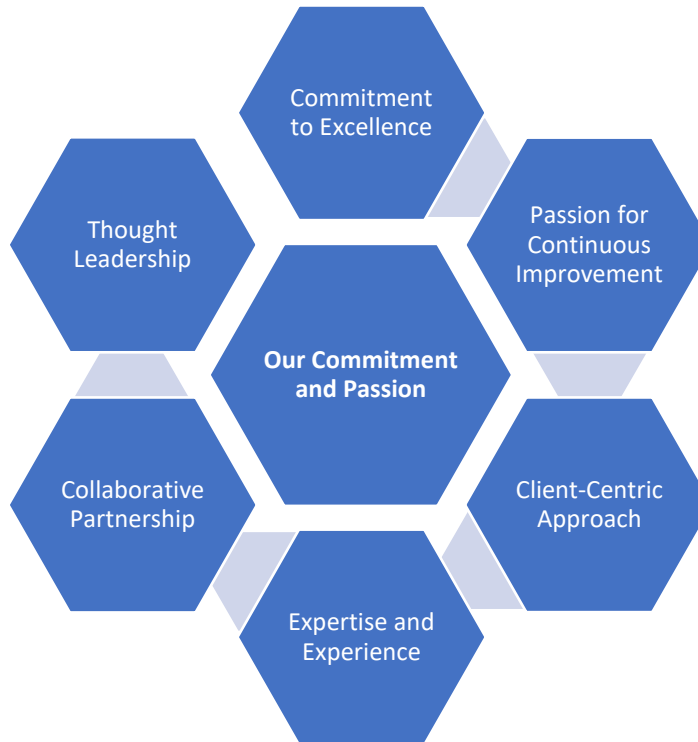 Commitment
to Excellence
Passion for
Continuous
Improvement
Client-Centric
Approach
Expertise and
Experience
Collaborative
Partnership
Thought
Leadership
Our Commitment
and Passion